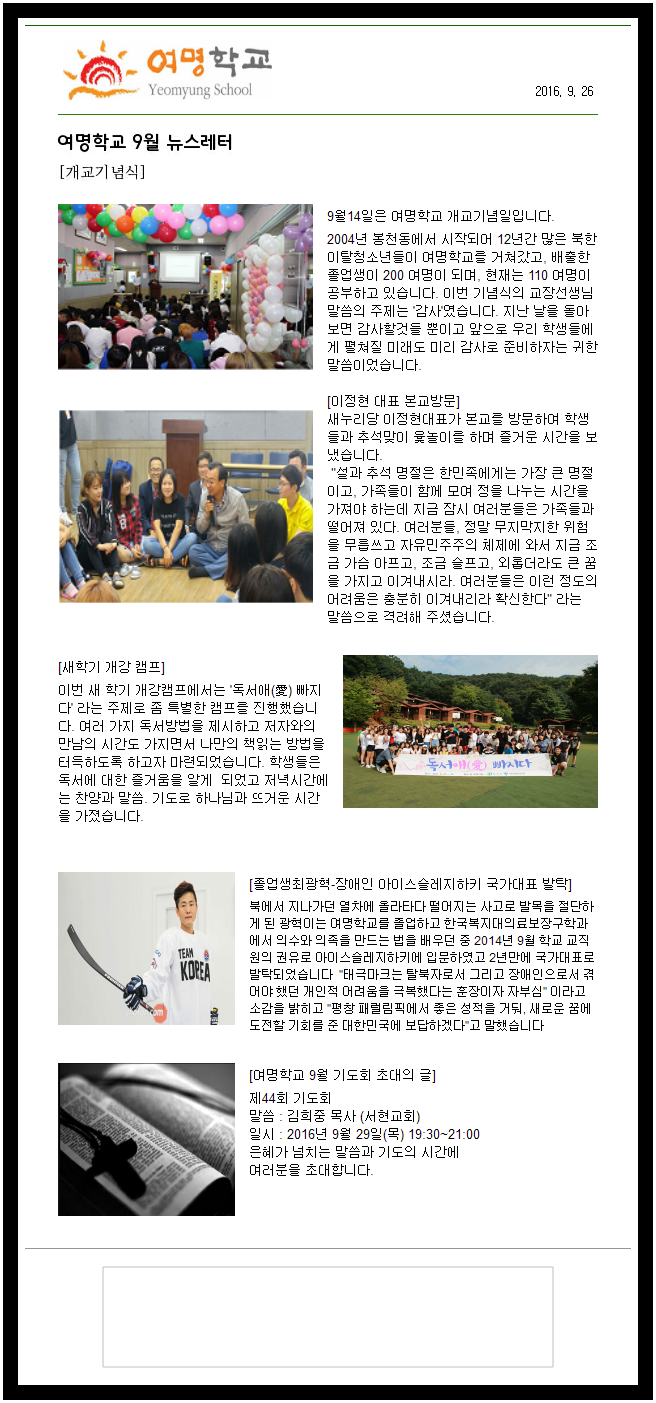 여명학교
Yeomyung School
2016. 9. 26
여명학교 9월 뉴스레터
[개교기념식]
9월14일은 여명학교 개교기념일입니다.
2004년 봉천동에서 시작되어 12년간 많은 북한
이탈청소년들이 여명학교를 거쳐갔고, 배출한
졸업생이 200 여명이 되며, 현재는 110 여명이
공부하고 있습니다. 이번 기념식의 교장선생님
말씀의 주제는 '감사'였습니다. 지난 날을 돌아
보면 감사할것들 뿐이고 앞으로 우리 학생들에
게 펼쳐질 미래도 미리 감사로 준비하자는 귀한
말씀이었습니다.
[이정현 대표 본교방문]
새누리당 이정현대표가 본교를 방문하여 학생
들과 추석맞이 윷놀이를 하며 즐거운 시간을 보
냈습니다.
"설과 추석 명절은 한민족에게는 가장 큰 명절
이고, 가족들이 함께 모여 정을 나누는 시간을
가져야 하는데 지금 잠시 여러분들은 가족들과
떨어져 있다. 여러분들, 정말 무지막지한 위험
을 무릅쓰고 자유민주주의 체제에 와서 지금 조
금 가슴 아프고, 조금 슬프고, 외롭더라도 큰 꿈
을 가지고 이겨내시라. 여러분들은 이런 정도의
어려움은 충분히 이겨내리라 확신한다" 라는
말씀으로 격려해 주셨습니다.
[새학기 개강 캠프]
이번 새 학기 개강캠프에서는 '독서애(愛) 빠지
다' 라는 주제로 좀 특별한 캠프를 진행했습니
다. 여러 가지 독서방법을 제시하고 저자와의
만남의 시간도 가지면서 나만의 책읽는 방법을
터득하도록 하고자 마련되었습니다. 학생들은
독서에 대한 즐거움을 알게  되었고 저녁시간에
는 찬양과 말씀. 기도로 하나님과 뜨거운 시간
을 가졌습니다.
독서애(愛) 빠지다
[졸업생최광혁-장애인 아이스슬레지하키 국가대표 발탁]
북에서 지나가던 열차에 올라타다 떨어지는 사고로 발목을 절단하
게 된 광혁이는 여명학교를 졸업하고 한국복지대의료보장구학과
에서 의수와 의족을 만드는 법을 배우던 중 2014년 9월 학교 교직
원의 권유로 아이스슬레지하키에 입문하였고 2년만에 국가대표로
발탁되었습니다 "태극마크는 탈북자로서 그리고 장애인으로서 겪
어야 했던 개인적 어려움을 극복했다는 훈장이자 자부심" 이라고
소감을 밝히고 "평창 패럴림픽에서 좋은 성적을 거둬, 새로운 꿈에
도전할 기회를 준 대한민국에 보답하겠다"고 말했습니다
TEAM
KOREA
com
[여명학교 9월 기도회 초대의 글]
제44회 기도회
말씀 : 김희중 목사 (서현교회)
일시 : 2016년 9월 29일(목) 19:30~21:00
은혜가 넘치는 말씀과 기도의 시간에
여러분을 초대합니다.